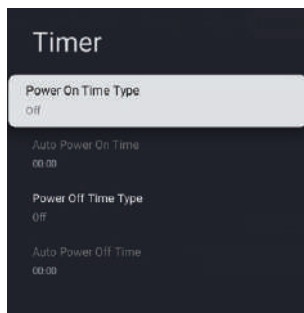 Timer
Power On Time Type
Off
Auto Power On Time
00:00
Power Off Time Type
Off
Auto Power Off Time
00:00